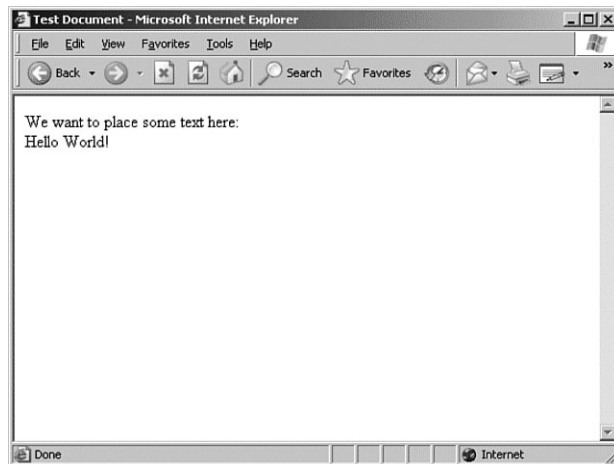 Test Document - Microsoft Internet Explorer
File Edit View Favorites Tools Help
Back Search Favorites »
We want to place some text here:
Hello World!
Done Internet